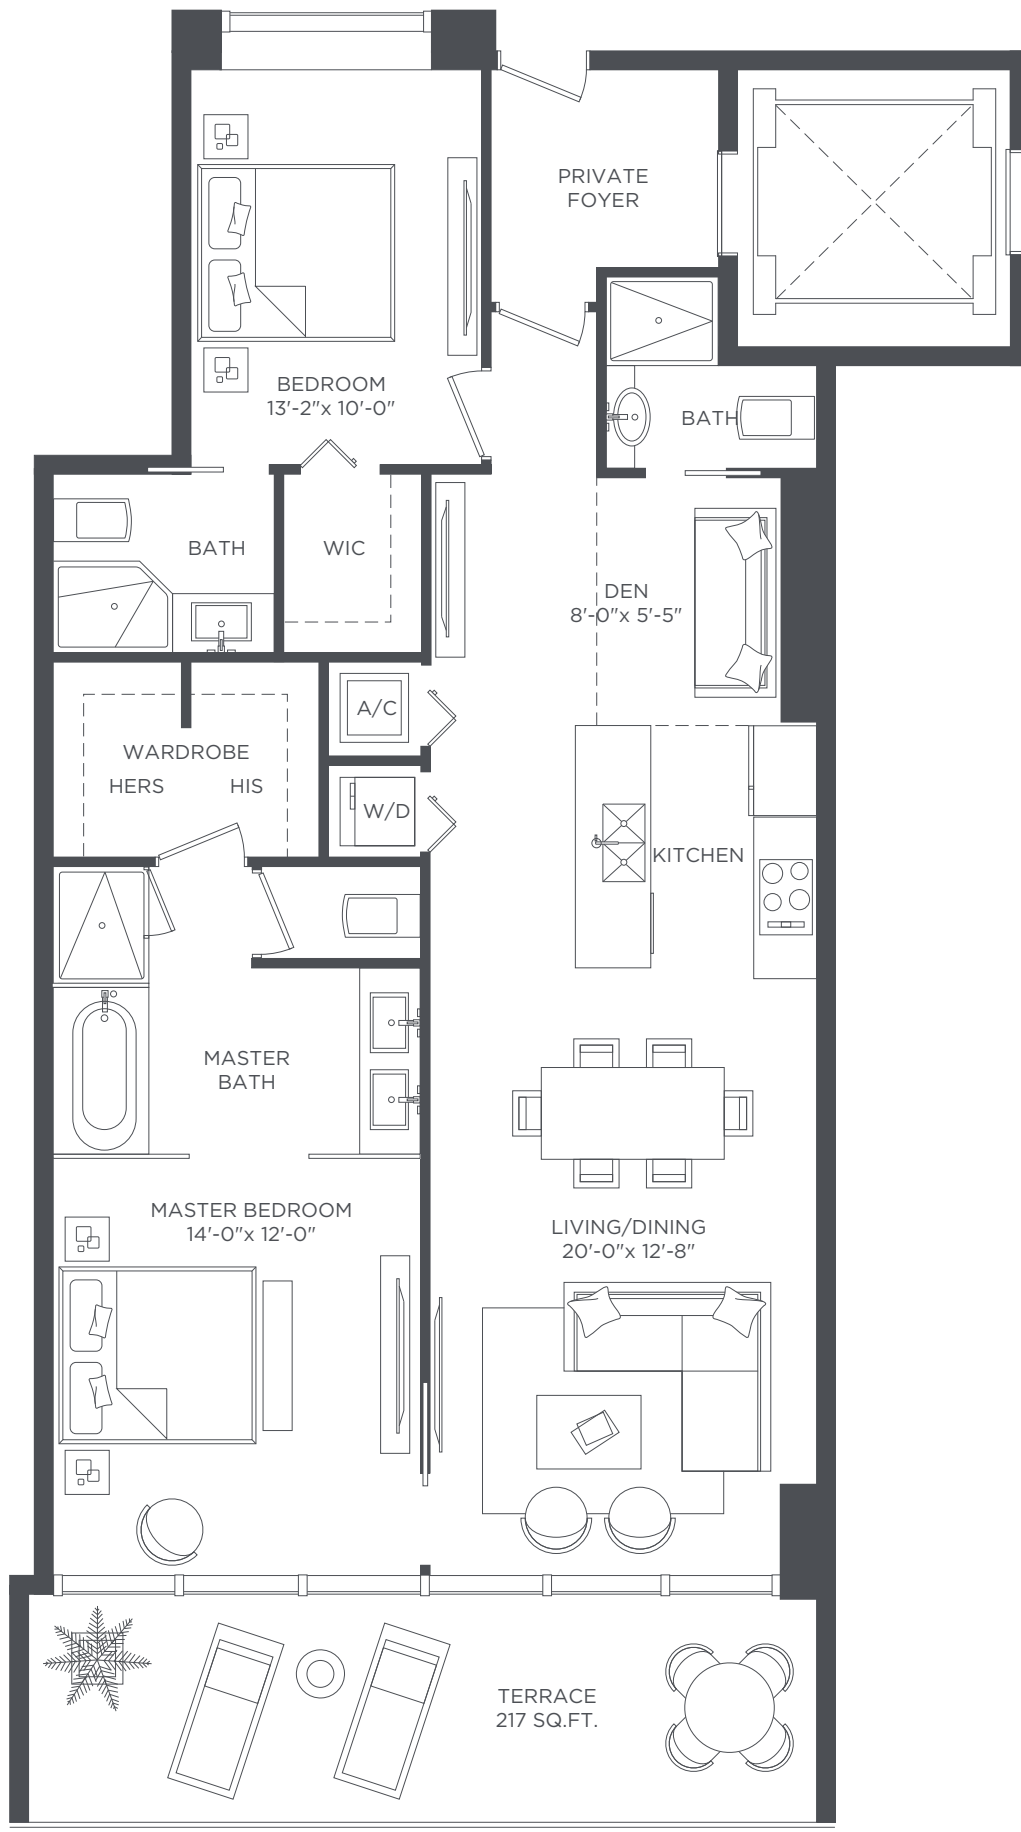 PRIVATE
FOYER
BEDROOM
13'-2"x 10'-0"
BATH
BATH
WIC
DEN
8'-0"x 5'-5"
A/C
WARDROBE
HERS HIS
W/D
KITCHEN
MASTER
BATH
MASTER BEDROOM
14'-0"x 12'-0"
LIVING/DINING
20'-0"x 12'-8"
TERRACE
217 SQ.FT.